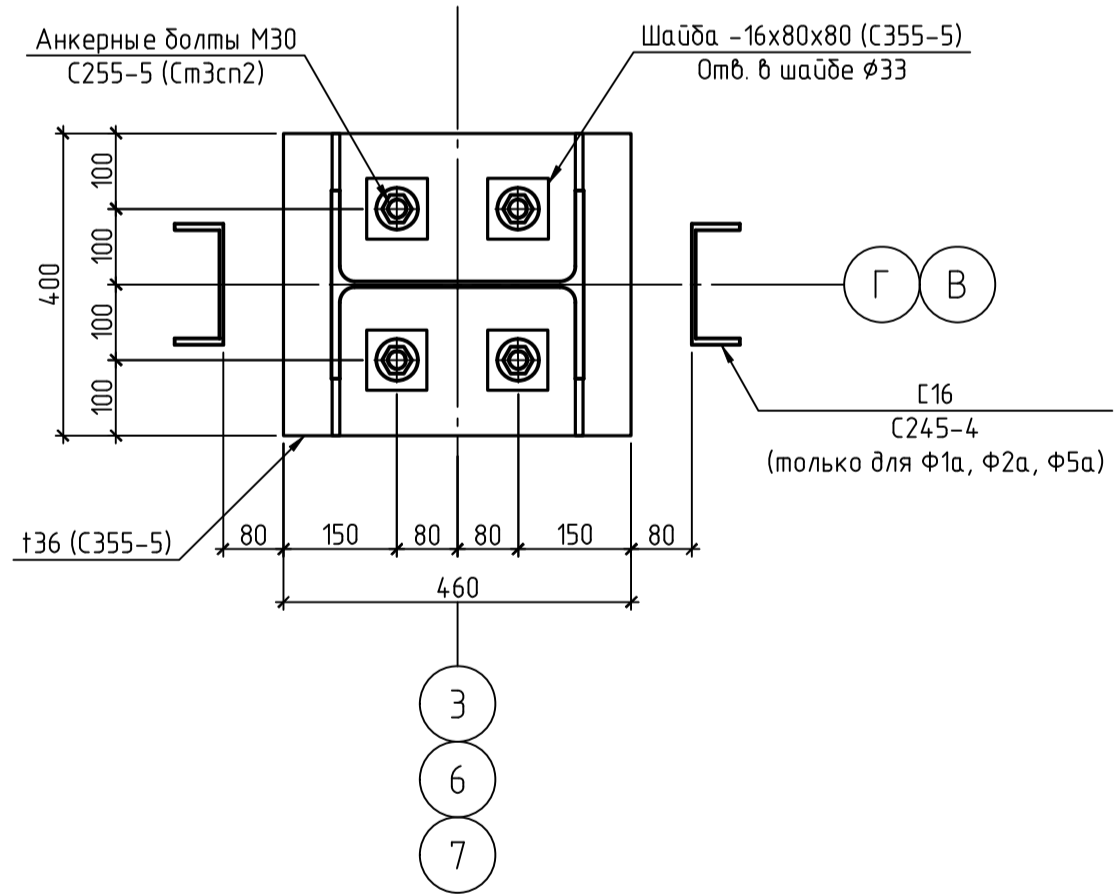 Анкерные болты М30
С255-5 (Ст3сп2)
Шайба -16х80х80 (С355-5)
Отв. в шайбе Ø33
100
100
100
100
400
Г В
[16
С245-4
(только для Ф1а, Ф2а, Ф5а)
t36 (С355-5)
80 150 80 80 150 80
460
3
6
7